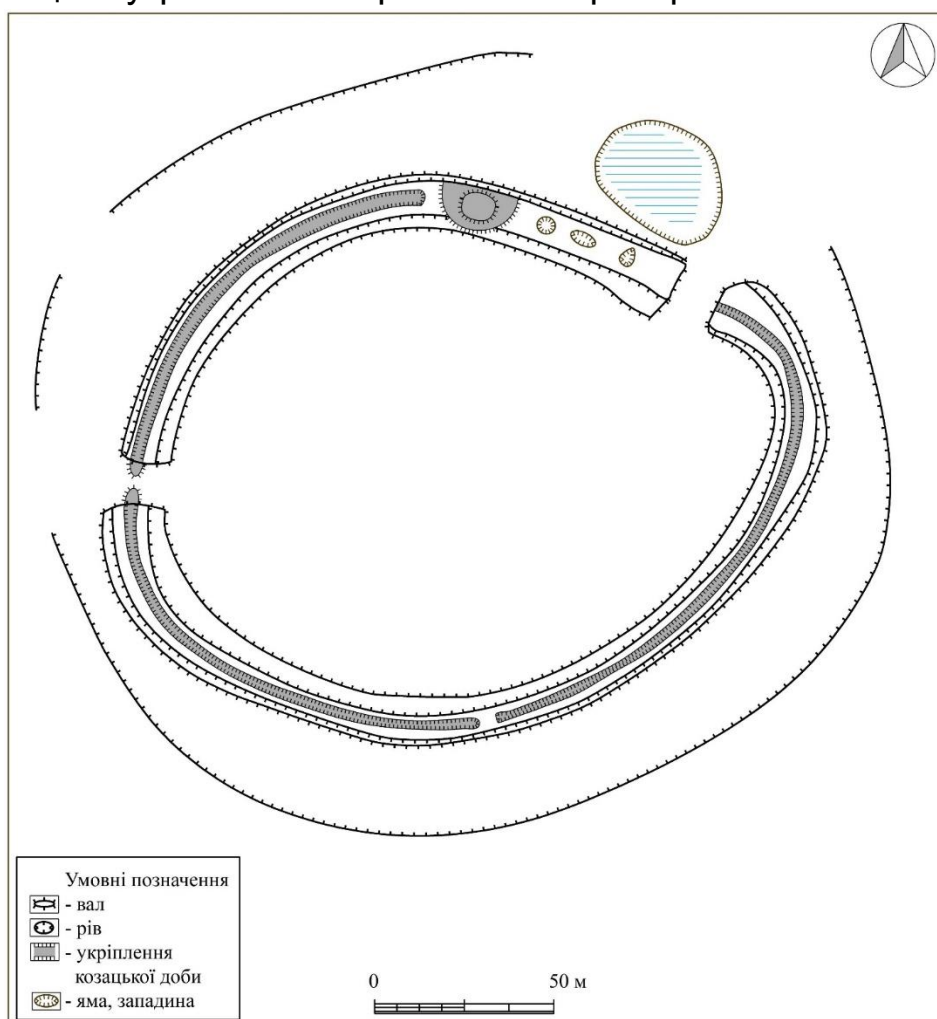 Умовні позначення
- вал
- рів
- укріплення
козацької доби
- яма, западина
0 50 м